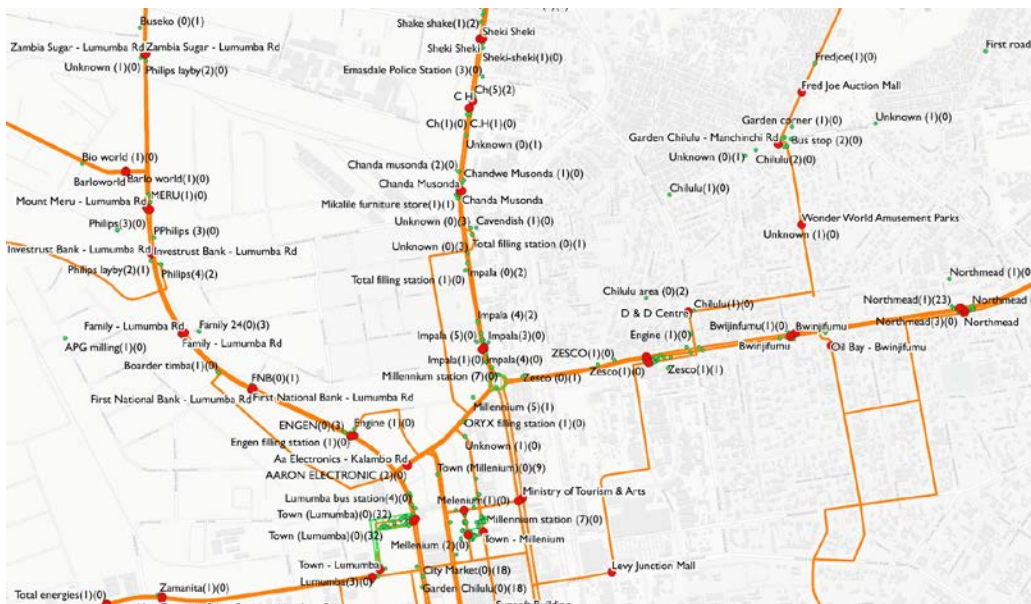 Buseko (0)(1)
Shake shake(1)(2)
Sheki Sheki
Zambia Sugar - Lumumba Rd
Zambia Sugar - Lumumba Rd
Sheki Sheki
Sheki-sheki(1)(0)
First road
Unknown (1)(0)
Philips layby(2)(0)
Emasdale Police Station (3)(0)
Fredjoe(1)(0)
Ch(5)(2)
Fred Joe Auction Mall
C H
Ch(1)(0)
C.H(1)(0)
Garden corner (1)(0)
Unknown (1)(0)
Unknown (0)(1)
Garden Chilulu - Manchinchi Rd
Bus stop (2)(0)
Bio world (1)(0)
Unknown (0)(1)
Chilulu(2)(0)
Chanda musonda (2)(0)
Chandwe Musonda (1)(0)
Barloworld
Barlo world(1)(0)
Chanda Musonda
Chilulu(1)(0)
MERU(1)(0)
Mount Meru - Lumumba Rd
Chanda Musonda
Mikalile furniture store(1)(1)
Philips(3)(0)
PPhilips (3)(0)
Unknown (0)(3)
Cavendish (1)(0)
Wonder World Amusement Parks
Unknown (1)(0)
Investrust Bank - Lumumba Rd
Investrust Bank - Lumumba Rd
Unknown (0)(3)
Total filling station (0)(1)
Philips layby(2)(1)
Philips(4)(2)
Total filling station (1)(0)
Impala (0)(2)
Northmead (1)(0)
Chilulu area (0)(2)
Chilulu(1)(0)
Northmead(1)(23)
Northmead
D & D Centre
Impala (4)(2)
Northmead(3)(0)
Northmead
Family - Lumumba Rd
Family 24(0)(3)
Family - Lumumba Rd
Impala (5)(0)
Impala(3)(0)
Engine (1)(0)
Bwijinfumu(1)(0)
Bwinjifumu
APG milling(1)(0)
Bwinjifumu
Oil Bay - Bwinjifumu
Impala(1)(0)
Impala(4)(0)
ZESCO(1)(0)
Boarder timba(1)(0)
Zesco(1)(0)
Zesco(1)(1)
FNB(0)(1)
Millennium station (7)(0)
Zesco (0)(1)
First National Bank - Lumumba Rd
First National Bank - Lumumba Rd
Millennium (5)(1)
ENGEN(0)(3)
Engine (1)(0)
ORYX filling station (1)(0)
Engen filling station (1)(0)
Unknown (1)(0)
Aa Electronics - Kalambo Rd
AARON ELECTRONIC (2)(0)
Town (Millenium)(0)(9)
Lumumba bus station(4)(0)
Melenium(1)(0)
Ministry of Tourism & Arts
Town (Lumumba)(0)(32)
Millennium station (7)(0)
Town (Lumumba)(0)(32)
Mellenium (2)(0)
Town - Millenium
Town - Lumumba
City Market(0)(18)
Levy Junction Mall
Lumumba(3)(0)
Zamanita(1)(0)
Garden Chilulu(0)(18)
Total energies(1)(0)